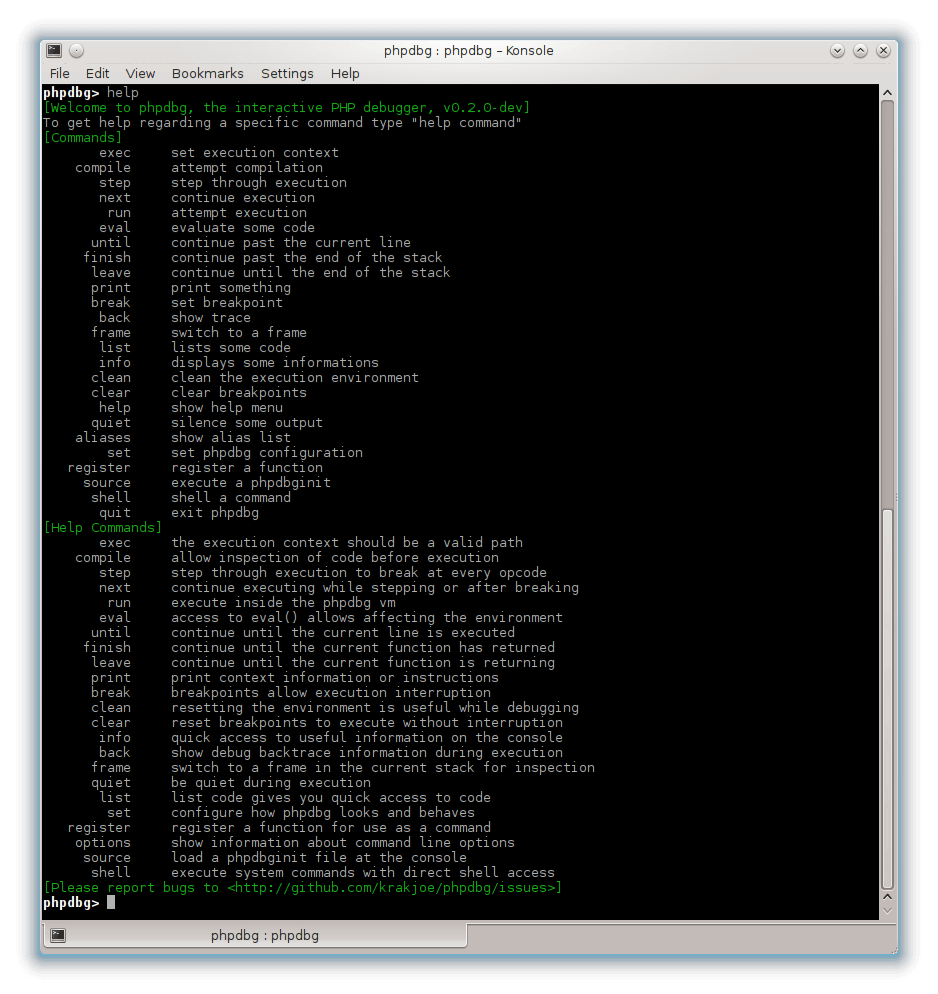 phpdbg : phpdbg – Konsole
File Edit View Bookmarks Settings Help
phpdbg> help
[Welcome to phpdbg, the interactive PHP debugger, v0.2.0-dev]
To get help regarding a specific command type "help command"
[Commands]
exec set execution context
compile attempt compilation
step step through execution
next continue execution
run attempt execution
eval evaluate some code
until continue past the current line
finish continue past the end of the stack
leave continue until the end of the stack
print print something
break set breakpoint
back show trace
frame switch to a frame
list lists some code
info displays some informations
clean clean the execution environment
clear clear breakpoints
help show help menu
quiet silence some output
aliases show alias list
set set phpdbg configuration
register register a function
source execute a phpdbginit
shell shell a command
quit exit phpdbg
[Help Commands]
exec the execution context should be a valid path
compile allow inspection of code before execution
step step through execution to break at every opcode
next continue executing while stepping or after breaking
run execute inside the phpdbg vm
eval access to eval() allows affecting the environment
until continue until the current line is executed
finish continue until the current function has returned
leave continue until the current function is returning
print print context information or instructions
break breakpoints allow execution interruption
clean resetting the environment is useful while debugging
clear reset breakpoints to execute without interruption
info quick access to useful information on the console
back show debug backtrace information during execution
frame switch to a frame in the current stack for inspection
quiet be quiet during execution
list list code gives you quick access to code
set configure how phpdbg looks and behaves
register register a function for use as a command
options show information about command line options
source load a phpdbginit file at the console
shell execute system commands with direct shell access
[Please report bugs to <http://github.com/krakjoe/phpdbg/issues>]
phpdbg>
phpdbg : phpdbg